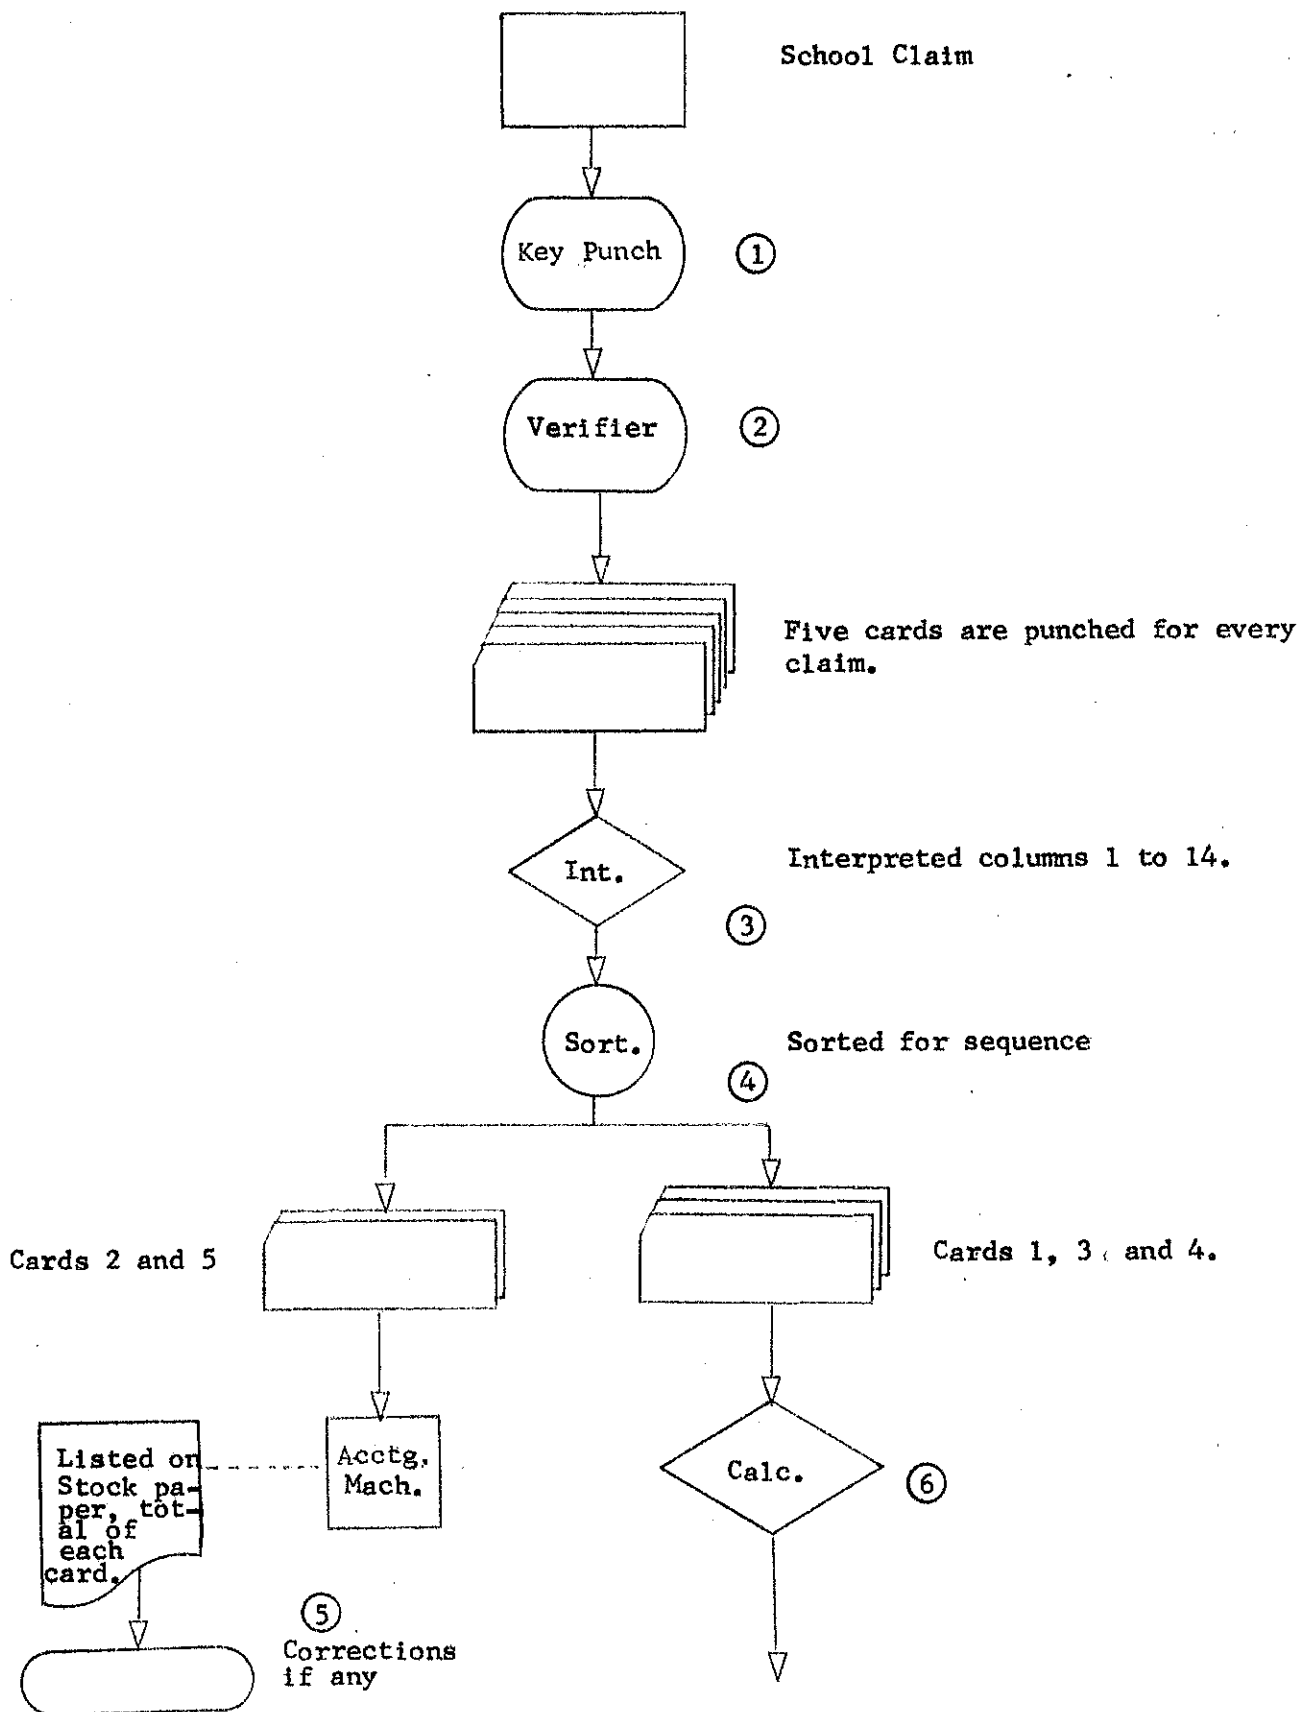 School Claim
Key Punch
1
Verifier
2
Five cards are punched for every
claim.
Int.
Interpreted columns 1 to 14.
3
Sort.
Sorted for sequence
4
Cards 2 and 5
Cards 1, 3 and 4.
Listed on
Stock pa-
per, tot-
al of
each
card.
Acctg.
Mach.
Calc.
6
5
Corrections
if any